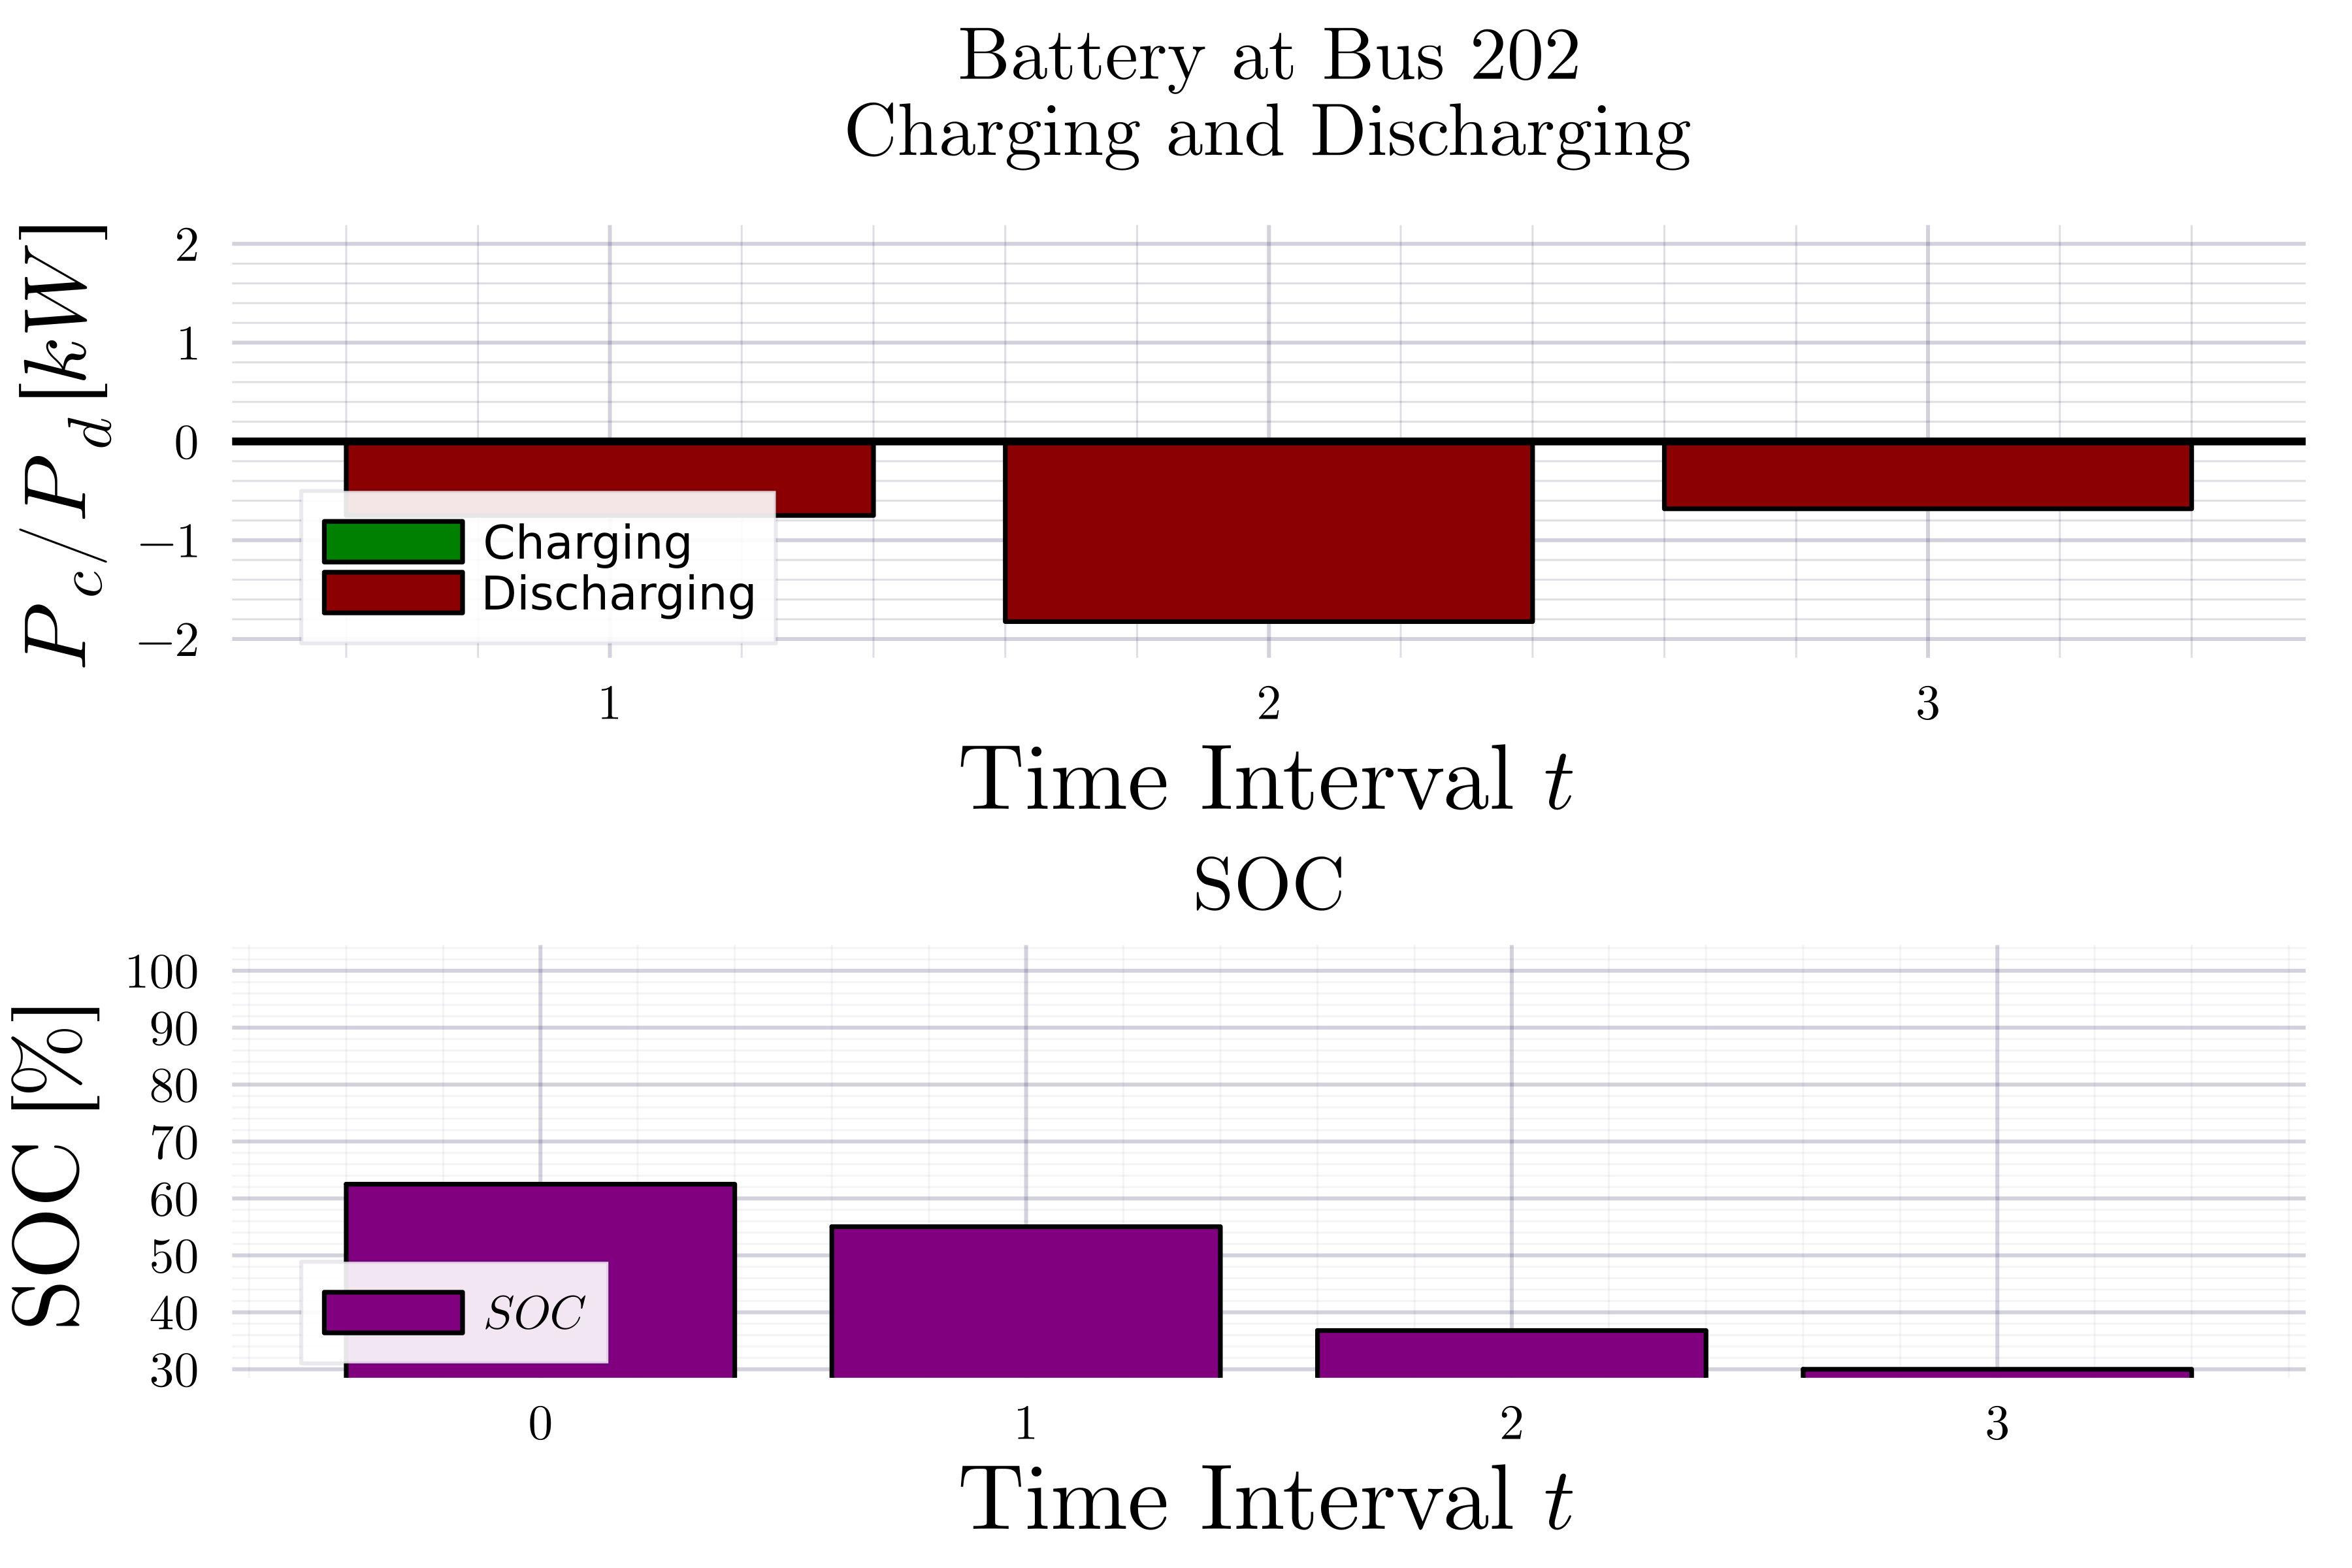 Battery at Bus 202
Charging and Discharging
P_c/P_d [kW]
2
1
0
−1
−2
Charging
Discharging
1 2 3
Time Interval t
SOC
SOC [%]
100
90
80
70
60
50
40
30
SOC
0 1 2 3
Time Interval t